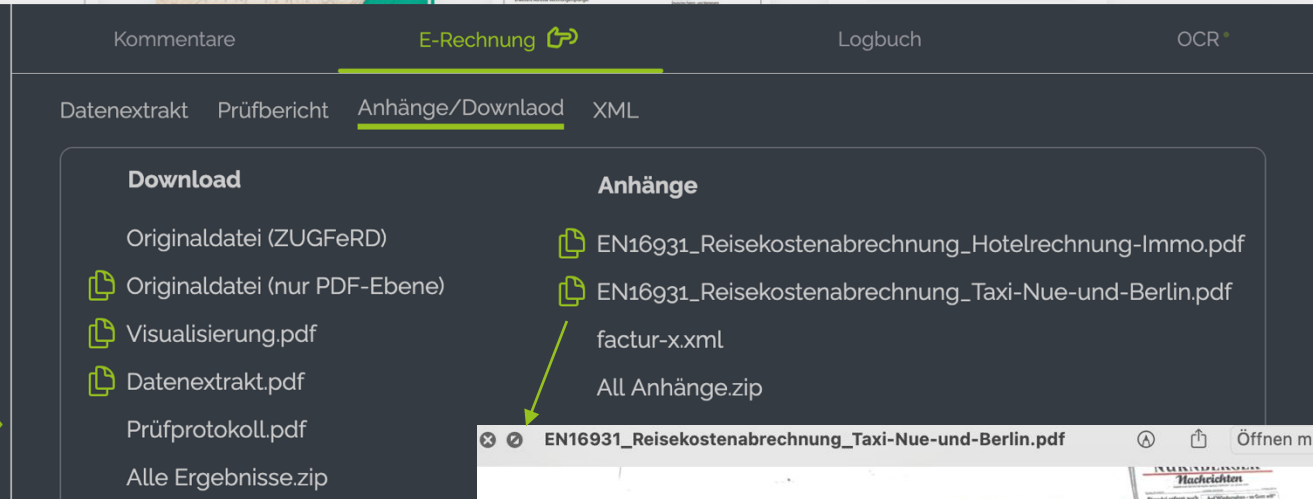 Kommentare E-Rechnung Logbuch OCR
Datenextrakt Prüfbericht Anhänge/Downlaod XML
Download
Originaldatei (ZUGFeRD)
Originaldatei (nur PDF-Ebene)
Visualisierung.pdf
Datenextrakt.pdf
Prüfprotokoll.pdf
Alle Ergebnisse.zip
Anhänge
EN16931_Reisekostenabrechnung_Hotelrechnung-Immo.pdf
EN16931_Reisekostenabrechnung_Taxi-Nue-und-Berlin.pdf
factur-x.xml
All Anhänge.zip
EN16931_Reisekostenabrechnung_Taxi-Nue-und-Berlin.pdf Öffnen m
Nachrichten